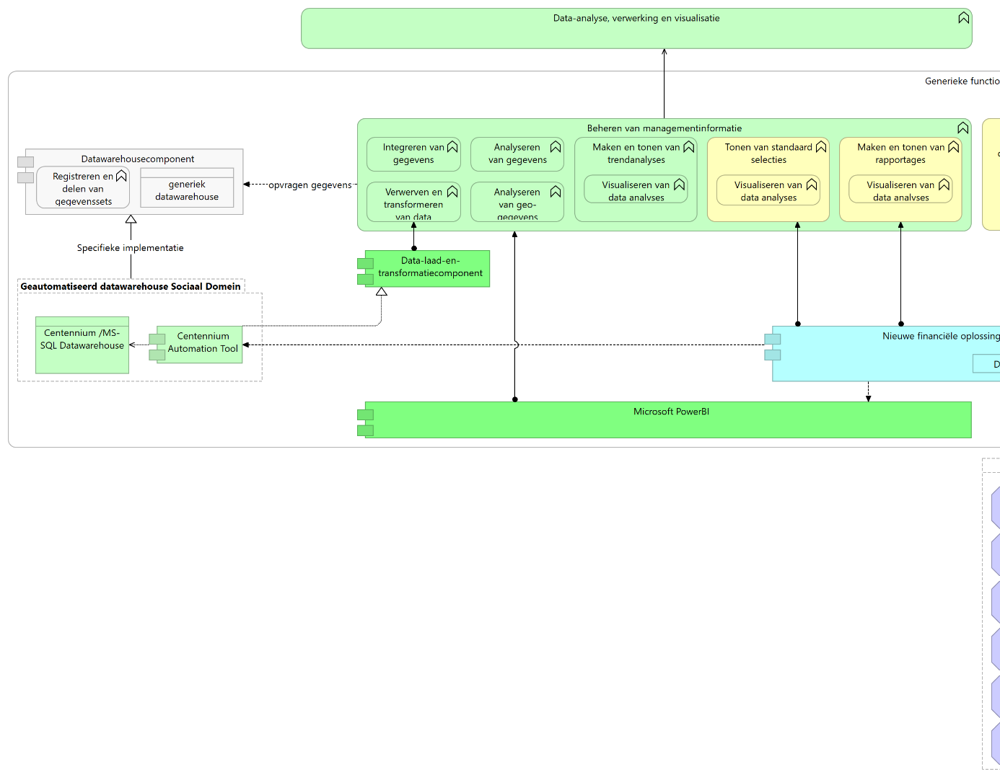 Data-analyse, verwerking en visualisatie
Generieke functio
Beheren van managementinformatie
Integreren van
gegevens
Analyseren
van gegevens
Maken en tonen van
trendanalyses
Tonen van standaard
selecties
Maken en tonen van
rapportages
Verwerven en
transformeren
van data
Analyseren
van geo-
gegevens
Visualiseren van
data analyses
Visualiseren van
data analyses
Visualiseren van
data analyses
Datawarehousecomponent
Registreren en
delen van
gegevenssets
generiek
datawarehouse
opvragen gegevens
Specifieke implementatie
Data-laad-en-
transformatiecomponent
Geautomatiseerd datawarehouse Sociaal Domein
Centennium /MS-
SQL Datawarehouse
Centennium
Automation Tool
Nieuwe financiële oplossing
D
Microsoft PowerBI